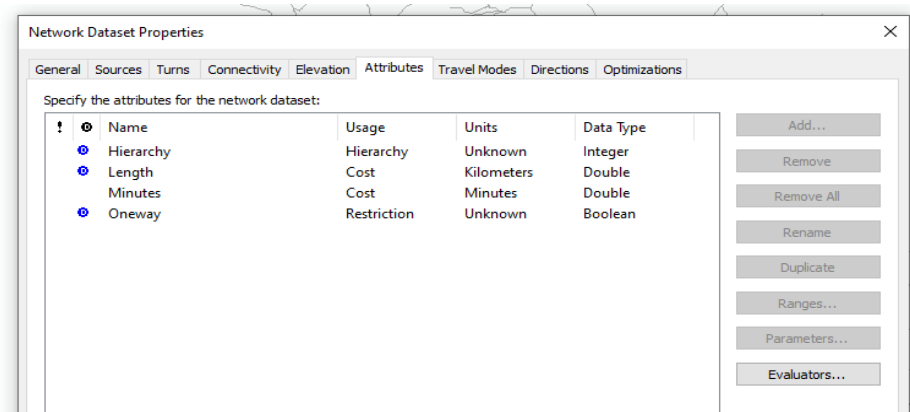 Network Dataset Properties
General Sources Turns Connectivity Elevation Attributes Travel Modes Directions Optimizations
Specify the attributes for the network dataset:
! D Name Usage Units Data Type
D Hierarchy Hierarchy Unknown Integer
D Length Cost Kilometers Double
Minutes Cost Minutes Double
D Oneway Restriction Unknown Boolean
Add...
Remove
Remove All
Rename
Duplicate
Ranges...
Parameters...
Evaluators...